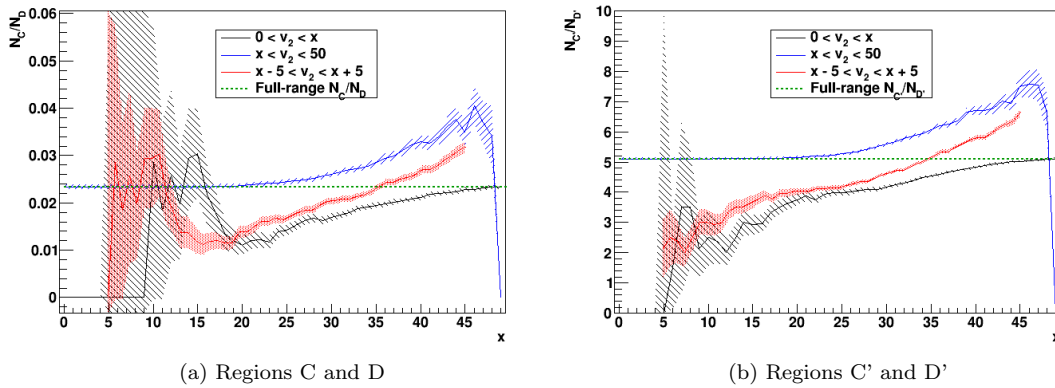 N_C/N_D
0.06
0.05
0.04
0.03
0.02
0.01
0
0 5 10 15 20 25 30 35 40 45
x
0 < v_2 < x
x < v_2 < 50
x - 5 < v_2 < x + 5
Full-range N_C/N_D
(a) Regions C and D
N_C'/N_D'
10
9
8
7
6
5
4
3
2
1
0
0 5 10 15 20 25 30 35 40 45
x
0 < v_2 < x
x < v_2 < 50
x - 5 < v_2 < x + 5
Full-range N_C'/N_D'
(b) Regions C' and D'